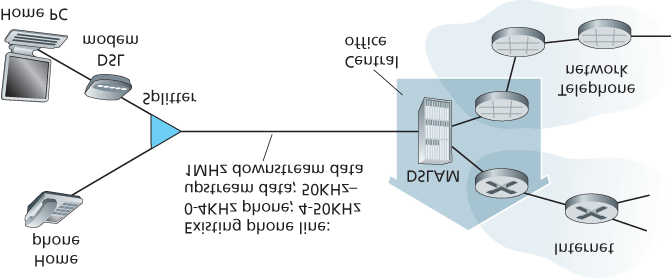 Home
phone
Internet
Existing phone line:
0-4KHz phone; 4-50KHz
upstream data; 50KHz–
1MHz downstream data
DSLAM
Splitter
Telephone
network
DSL
modem
Central
office
Home PC